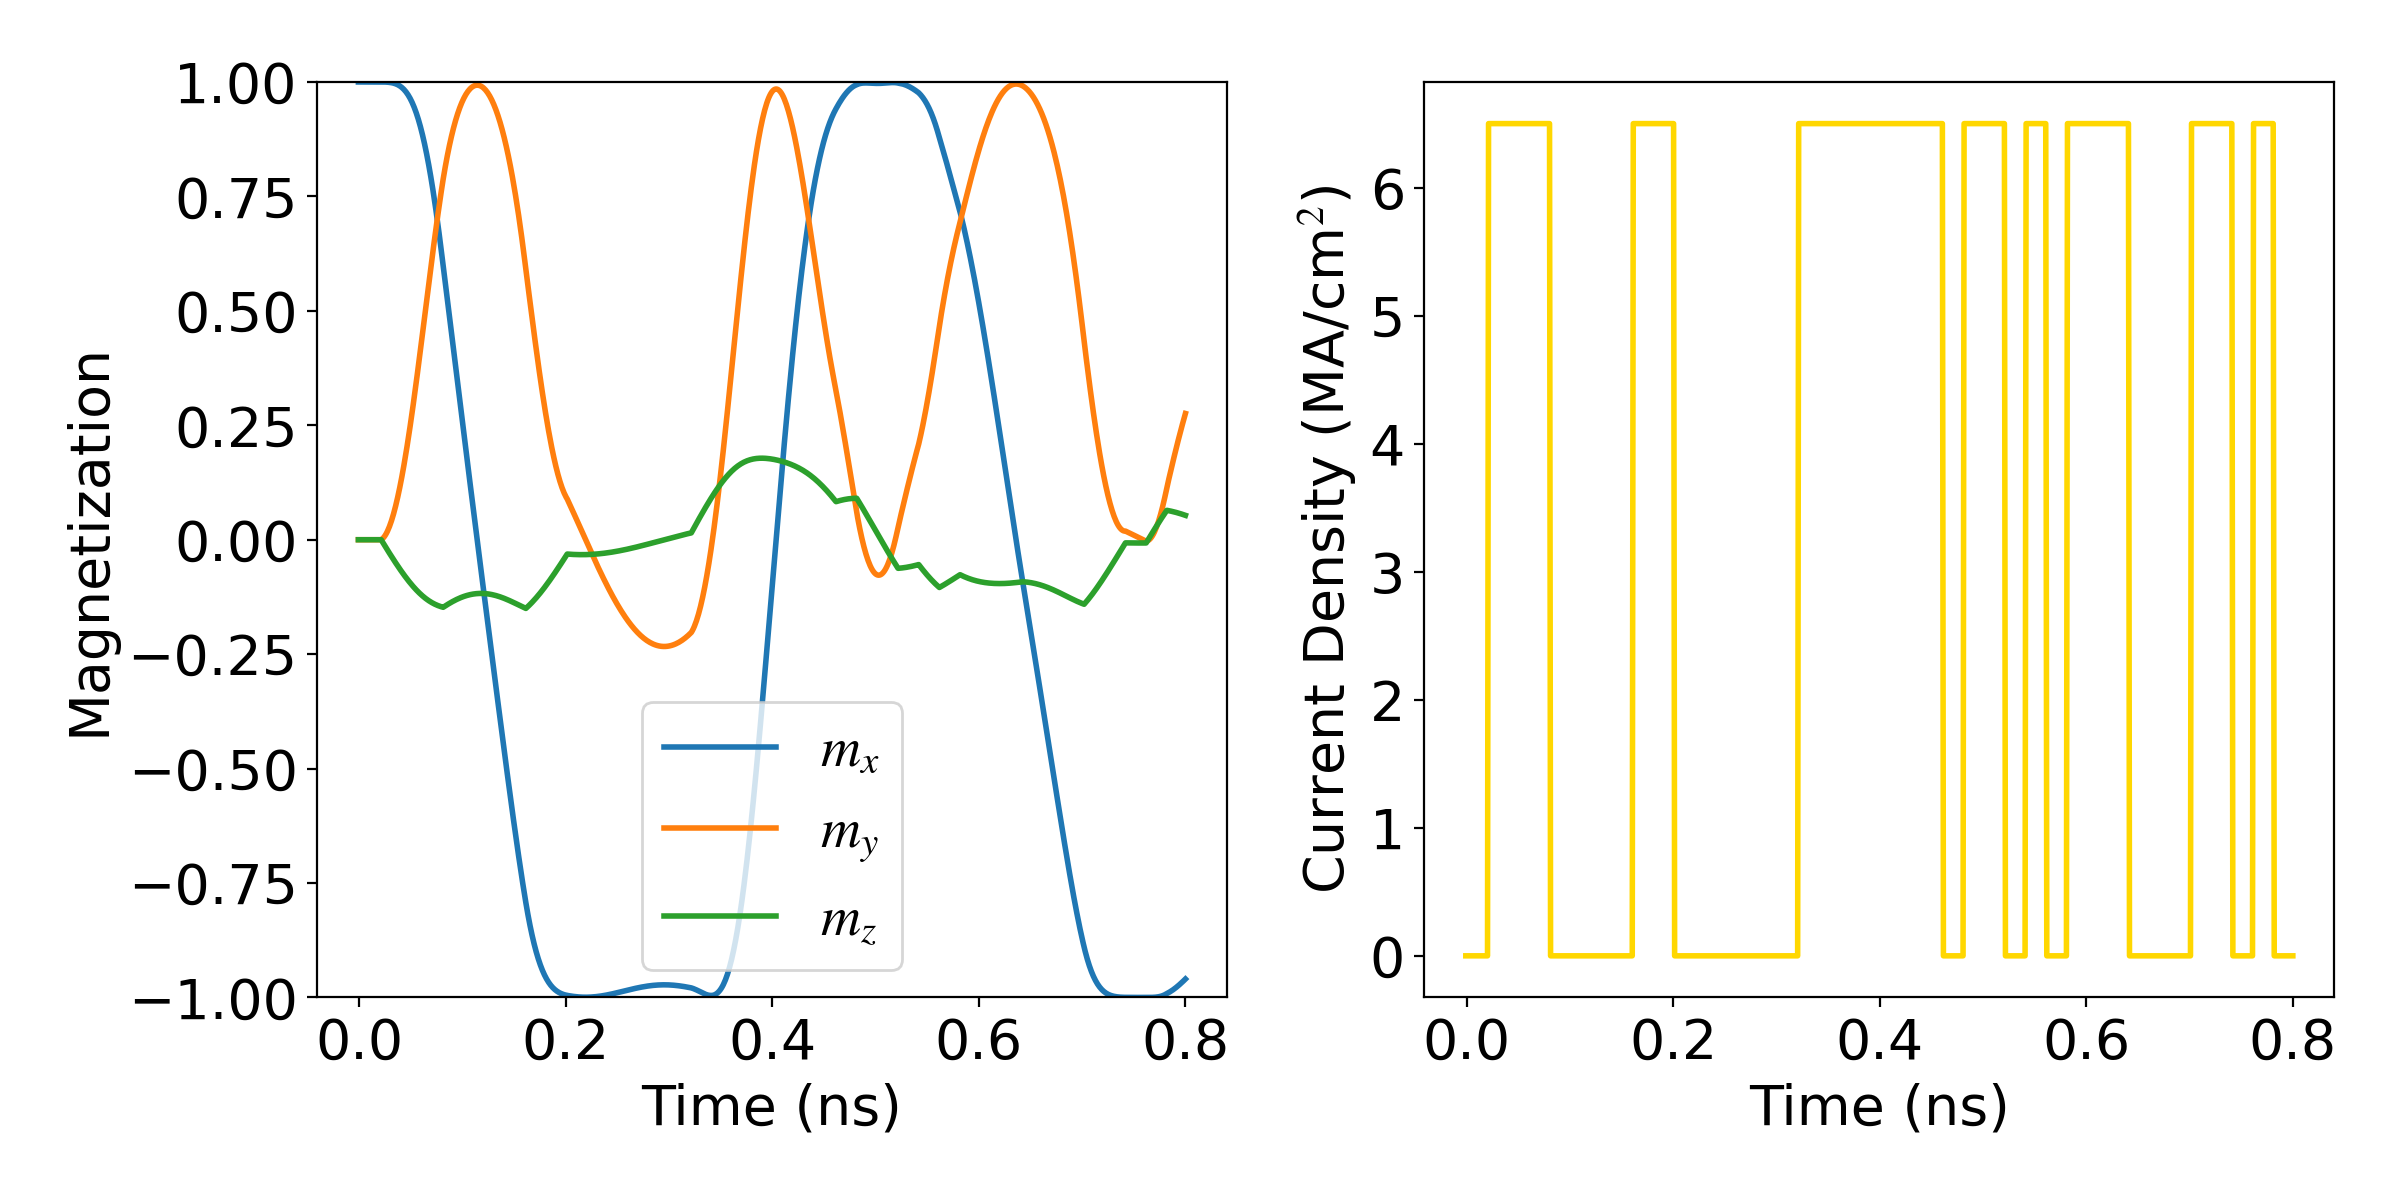 1.00
0.75
0.50
0.25
0.00
−0.25
−0.50
−0.75
−1.00
Magnetization
0.0 0.2 0.4 0.6 0.8
Time (ns)
m_x
m_y
m_z
6
5
4
3
2
1
0
Current Density (MA/cm²)
0.0 0.2 0.4 0.6 0.8
Time (ns)